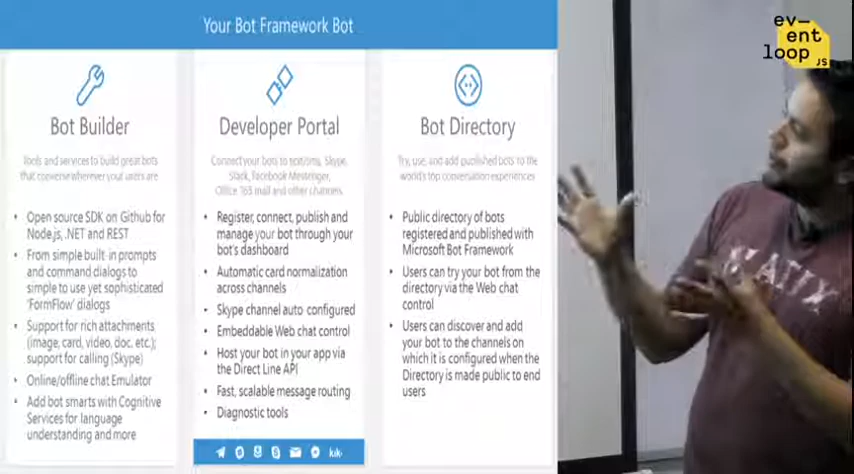 Your Bot Framework Bot
Bot Builder
Tools and services to build great bots
that converse wherever your users are
• Open source SDK on Github for
Node.js, .NET and REST
• From simple built-in prompts
and command dialogs to
simple to use yet sophisticated
'FormFlow' dialogs
• Support for rich attachments
(image, card, video, doc, etc.);
support for calling (Skype)
• Online/offline chat Emulator
• Add bot smarts with Cognitive
Services for language
understanding and more
Developer Portal
Connect your bots to text/sms, Skype,
Slack, Facebook Messenger,
Office 365 mail and other channels
• Register, connect, publish and
manage your bot through your
bot's dashboard
• Automatic card normalization
across channels
• Skype channel auto configured
• Embeddable Web chat control
• Host your bot in your app via
the Direct Line API
• Fast, scalable message routing
• Diagnostic tools
kik
Bot Directory
Try, use, and add published bots to the
world's top conversation experiences
• Public directory of bots
registered and published with
Microsoft Bot Framework
• Users can try your bot from the
directory via the Web chat
control
• Users can discover and add
your bot to the channels on
which it is configured when the
Directory is made public to end
users
ev—
ent
loop
JS